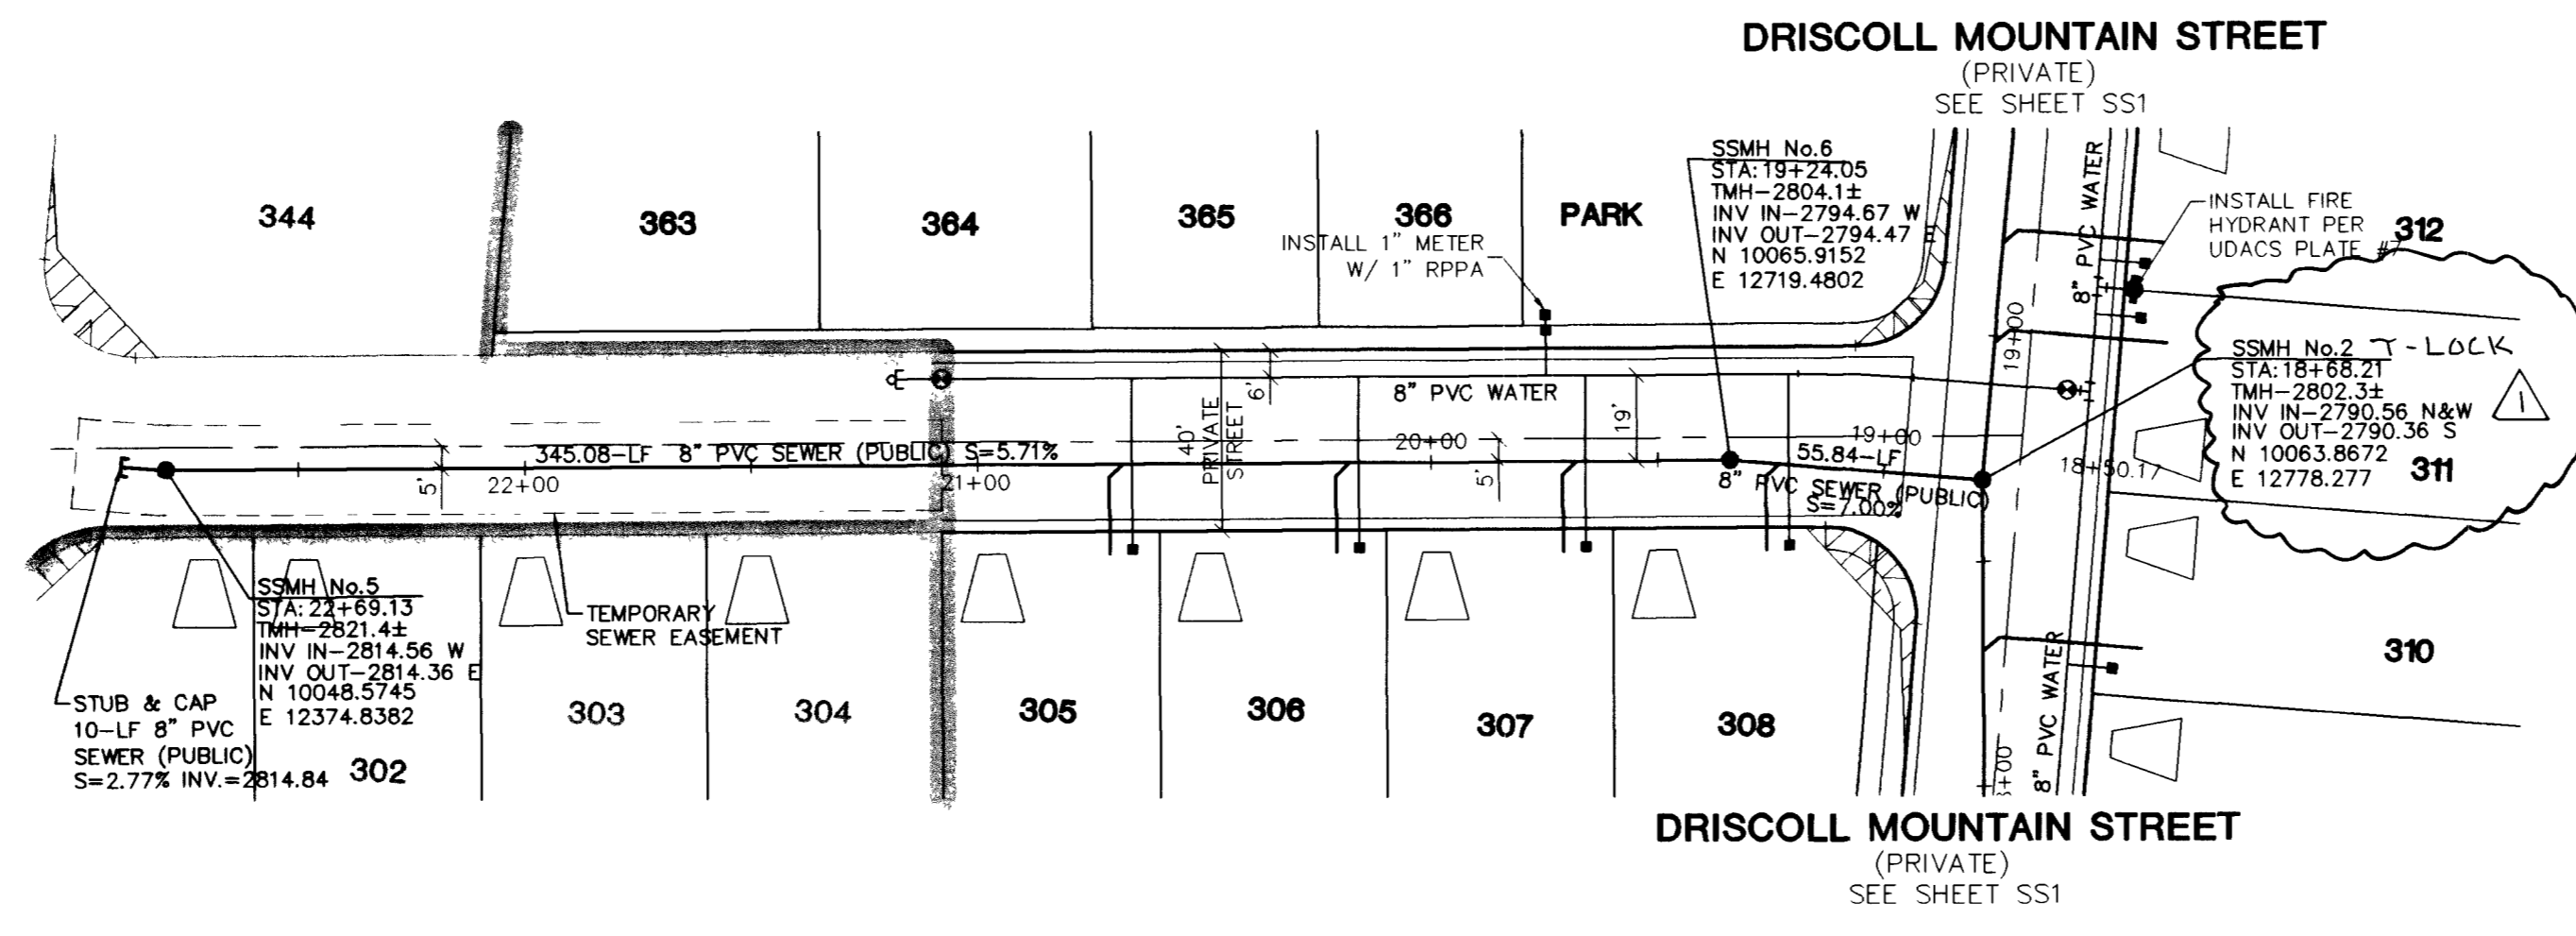 DRISCOLL MOUNTAIN STREET
(PRIVATE)
SEE SHEET SS1
344
363
364
365
366
PARK
INSTALL 1" METER
W/ 1" RPPA
SSMH No.6
STA:19+24.05
TMH-2804.1±
INV IN-2794.67 W
INV OUT-2794.47 E
N 10065.9152
E 12719.4802
8" PVC WATER
INSTALL FIRE
HYDRANT PER
UDACS PLATE #7
312
SSMH No.2 T-LOCK
STA:18+68.21
TMH-2802.3±
INV IN-2790.56 N&W
INV OUT-2790.36 S
N 10063.8672
E 12778.277
1
311
19+00
6'
8" PVC WATER
40'
PRIVATE
STREET
19'
20+00
19+00
18+50.17
345.08-LF 8" PVC SEWER (PUBLIC) S=5.71%
55.84-LF
8" PVC SEWER (PUBLIC)
S=7.00%
5'
22+00
21+00
5'
SSMH No.5
STA:22+69.13
TMH-2821.4±
INV IN-2814.56 W
INV OUT-2814.36 E
N 10048.5745
E 12374.8382
TEMPORARY
SEWER EASEMENT
STUB & CAP
10-LF 8" PVC
SEWER (PUBLIC)
S=2.77% INV.=2814.84
302
303
304
305
306
307
308
310
8" PVC WATER
+00
DRISCOLL MOUNTAIN STREET
(PRIVATE)
SEE SHEET SS1